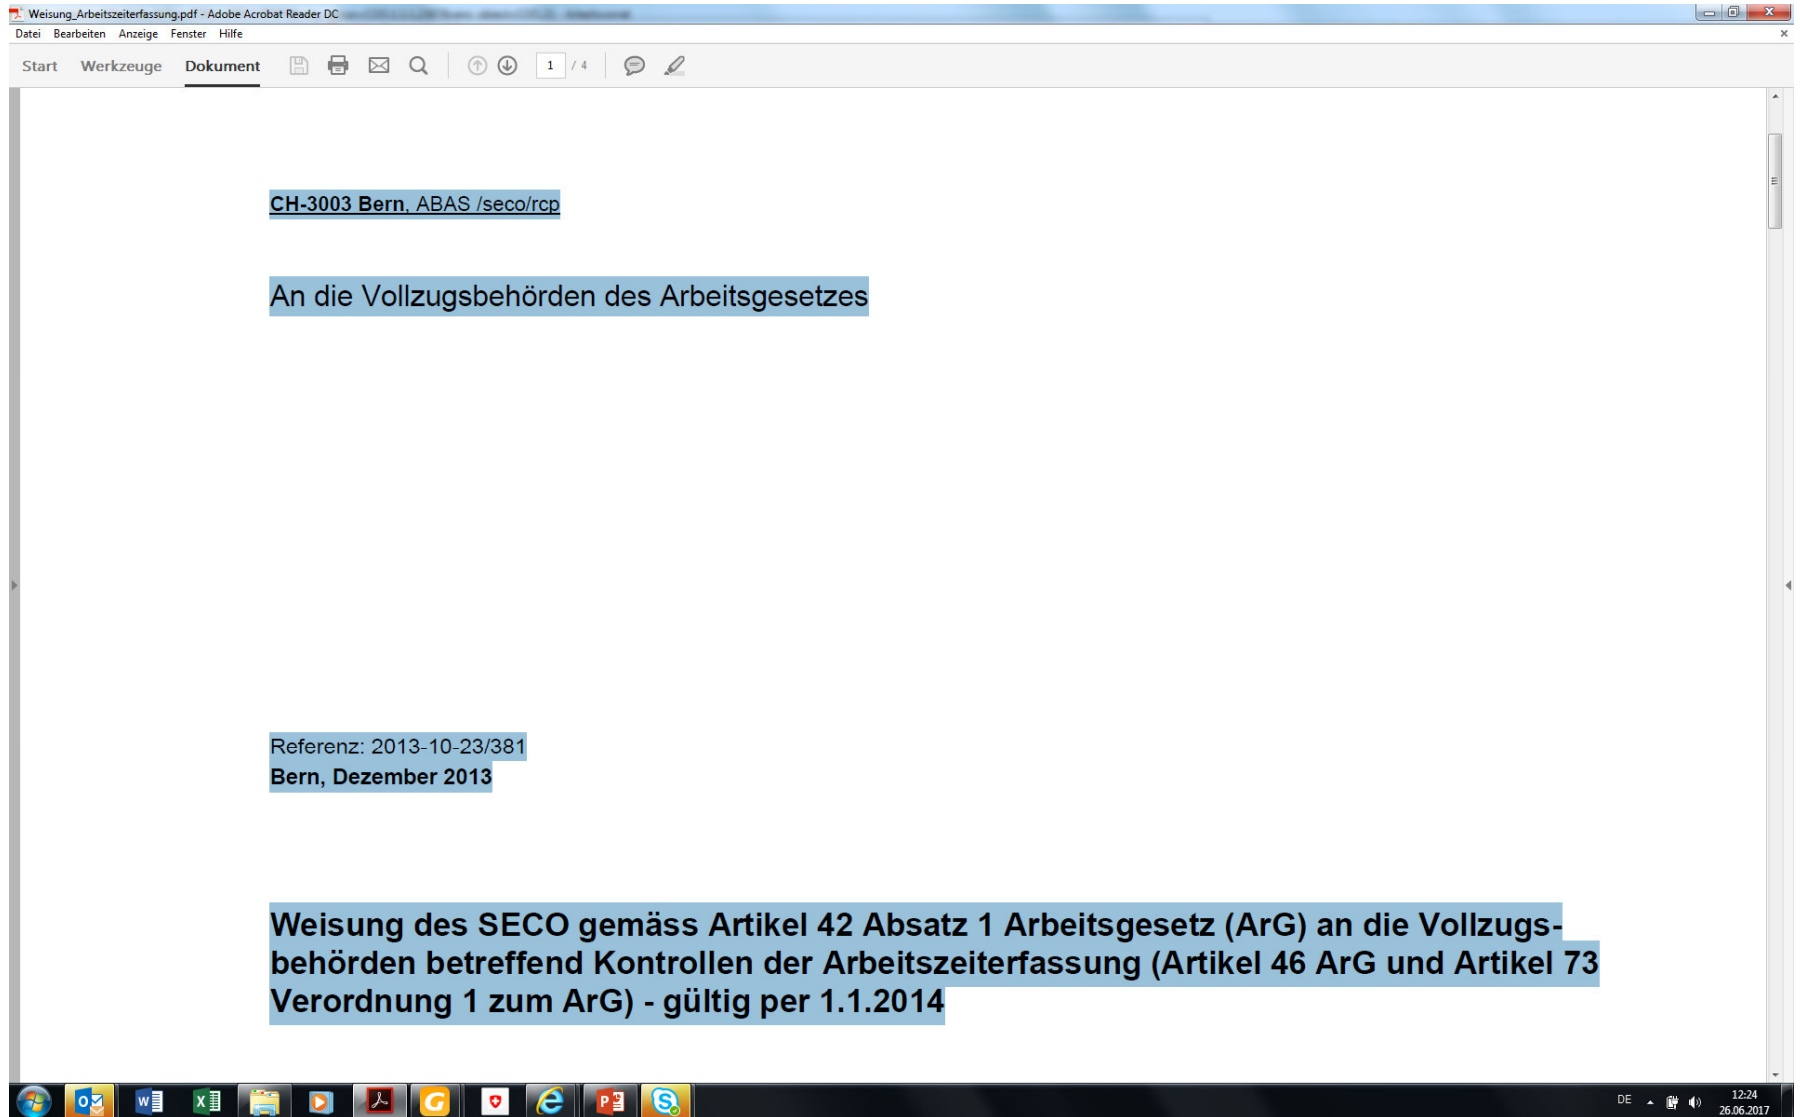 Weisung_Arbeitszeiterfassung.pdf - Adobe Acrobat Reader DC
Datei Bearbeiten Anzeige Fenster Hilfe
Start Werkzeuge Dokument 1 / 4
CH-3003 Bern, ABAS /seco/rcp
An die Vollzugsbehörden des Arbeitsgesetzes
Referenz: 2013-10-23/381
Bern, Dezember 2013
Weisung des SECO gemäss Artikel 42 Absatz 1 Arbeitsgesetz (ArG) an die Vollzugs-
behörden betreffend Kontrollen der Arbeitszeiterfassung (Artikel 46 ArG und Artikel 73
Verordnung 1 zum ArG) - gültig per 1.1.2014
DE 12:24
26.06.2017